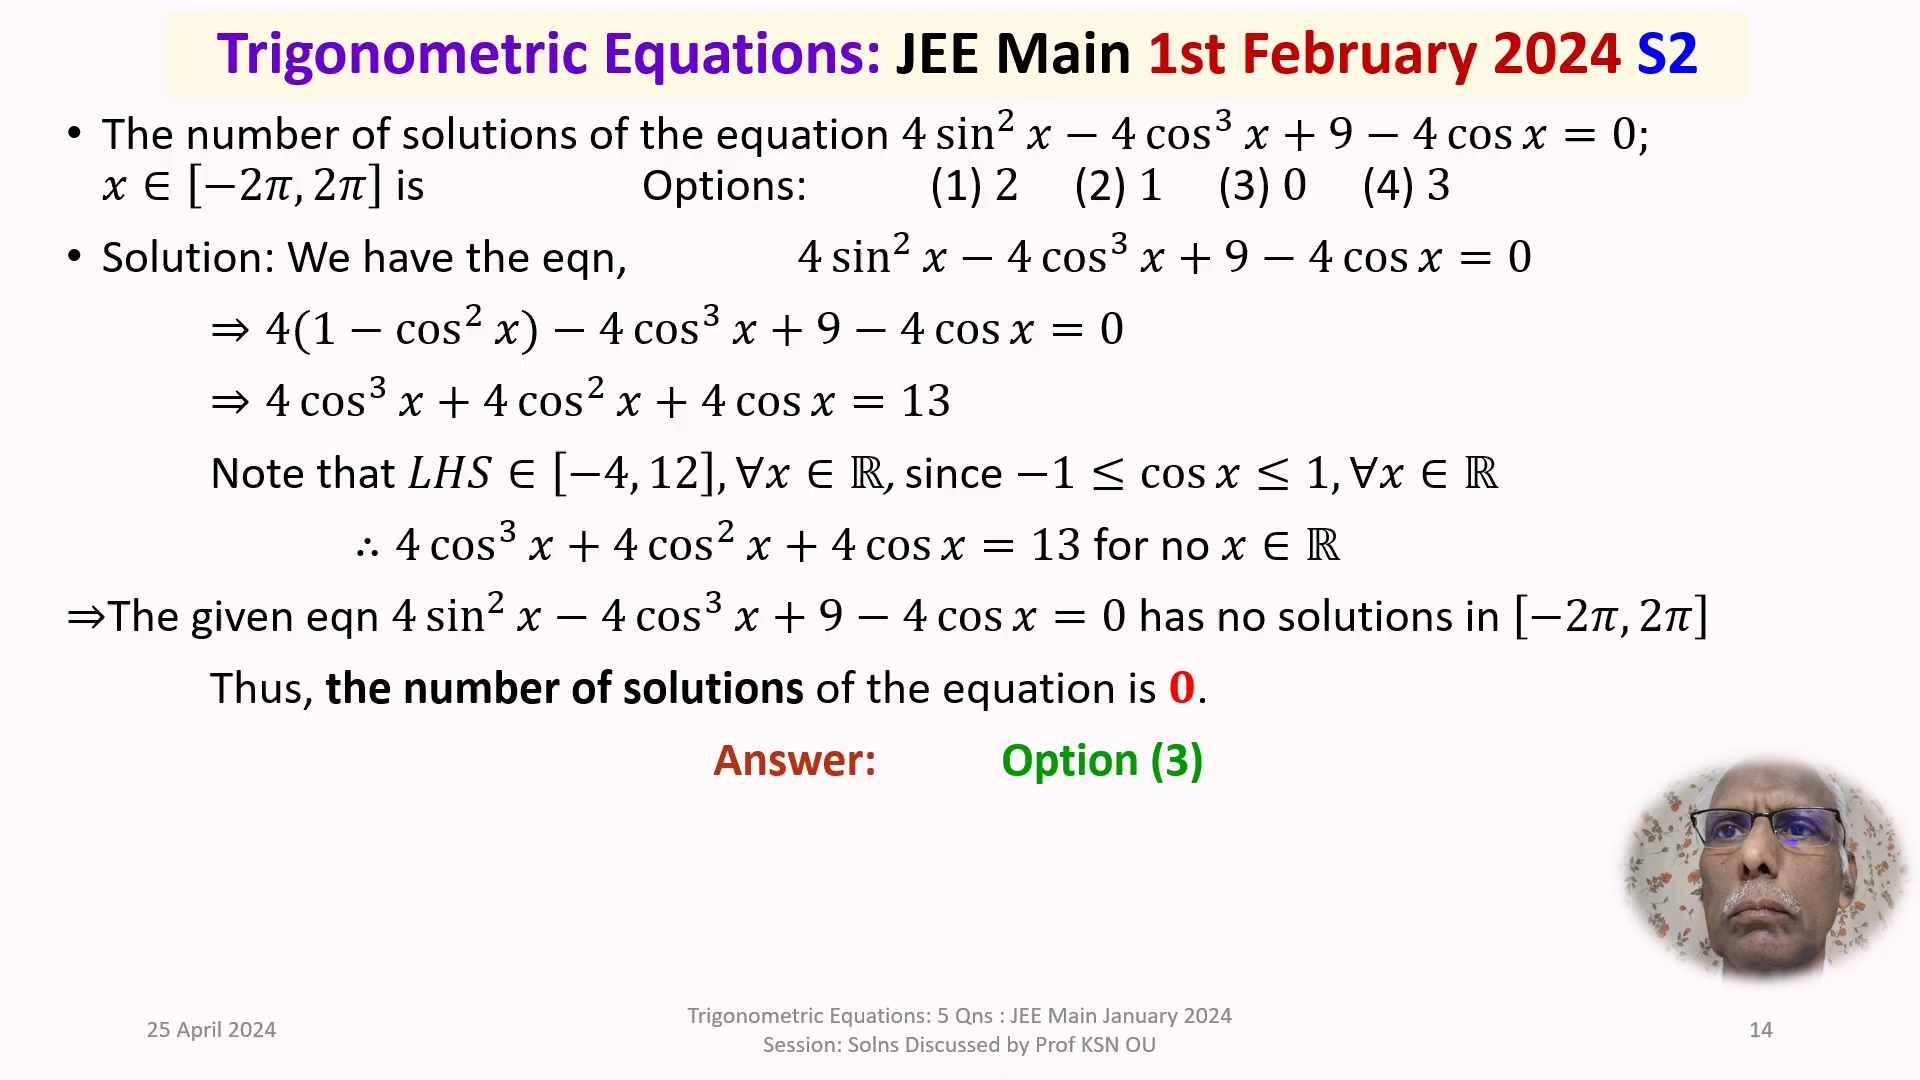 Trigonometric Equations: JEE Main 1st February 2024 S2
• The number of solutions of the equation 4 sin² x − 4 cos³ x + 9 − 4 cos x = 0;
x ∈ [−2π, 2π] is Options: (1) 2 (2) 1 (3) 0 (4) 3
• Solution: We have the eqn, 4 sin² x − 4 cos³ x + 9 − 4 cos x = 0
⇒ 4(1 − cos² x) − 4 cos³ x + 9 − 4 cos x = 0
⇒ 4 cos³ x + 4 cos² x + 4 cos x = 13
Note that LHS ∈ [−4, 12], ∀x ∈ ℝ, since −1 ≤ cos x ≤ 1, ∀x ∈ ℝ
∴ 4 cos³ x + 4 cos² x + 4 cos x = 13 for no x ∈ ℝ
⇒The given eqn 4 sin² x − 4 cos³ x + 9 − 4 cos x = 0 has no solutions in [−2π, 2π]
Thus, the number of solutions of the equation is 0.
Answer: Option (3)
25 April 2024
Trigonometric Equations: 5 Qns : JEE Main January 2024
Session: Solns Discussed by Prof KSN OU
14